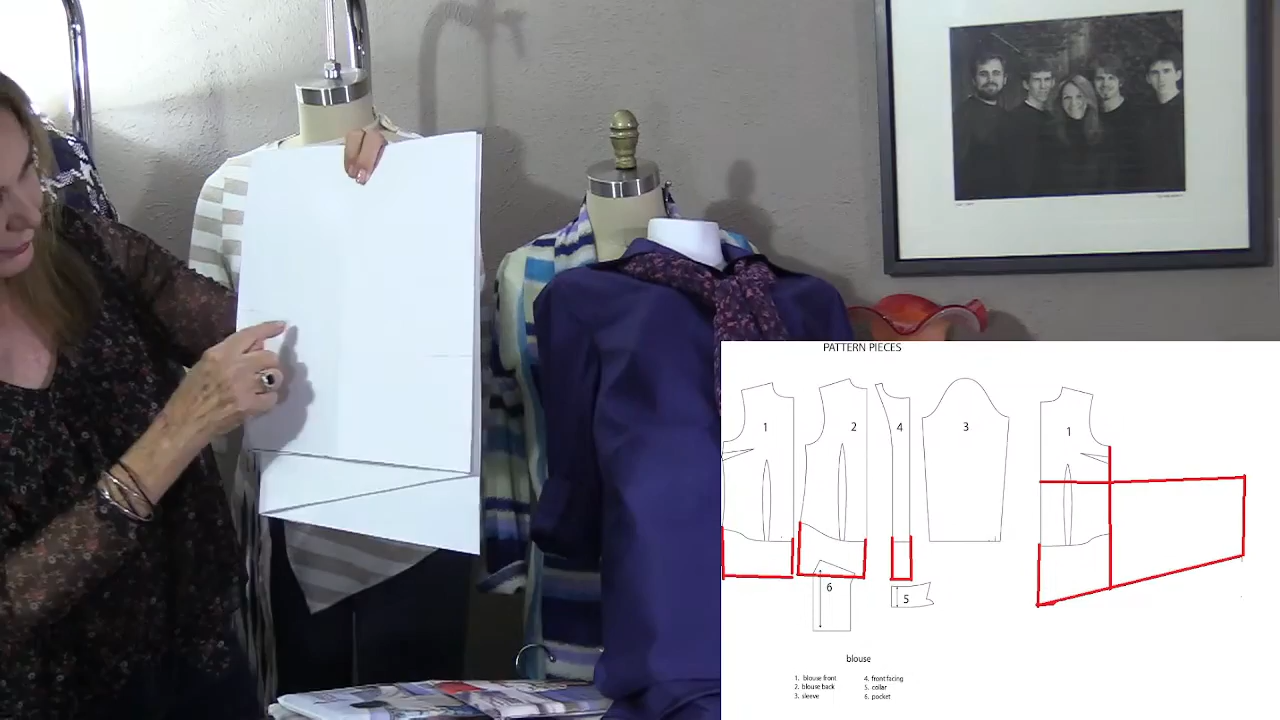 PATTERN PIECES
1
2
4
3
1
6
5
blouse
1. blouse front
2. blouse back
3. sleeve
4. front facing
5. collar
6. pocket